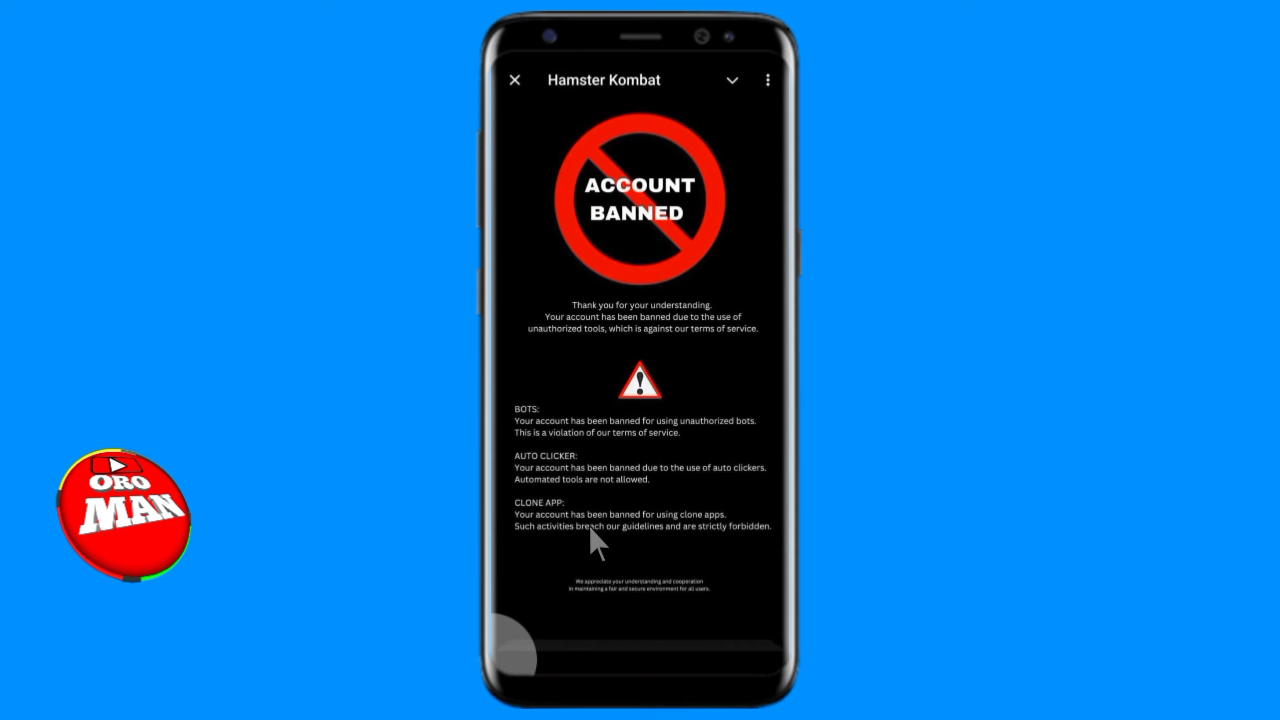 Hamster Kombat
ACCOUNT
BANNED
Thank you for your understanding.
Your account has been banned due to the use of
unauthorized tools, which is against our terms of service.
BOTS:
Your account has been banned for using unauthorized bots.
This is a violation of our terms of service.
AUTO CLICKER:
Your account has been banned due to the use of auto clickers.
Automated tools are not allowed.
CLONE APP:
Your account has been banned for using clone apps.
Such activities breach our guidelines and are strictly forbidden.
We appreciate your understanding and cooperation
in maintaining a fair and secure environment for all users.
ORO
MAN